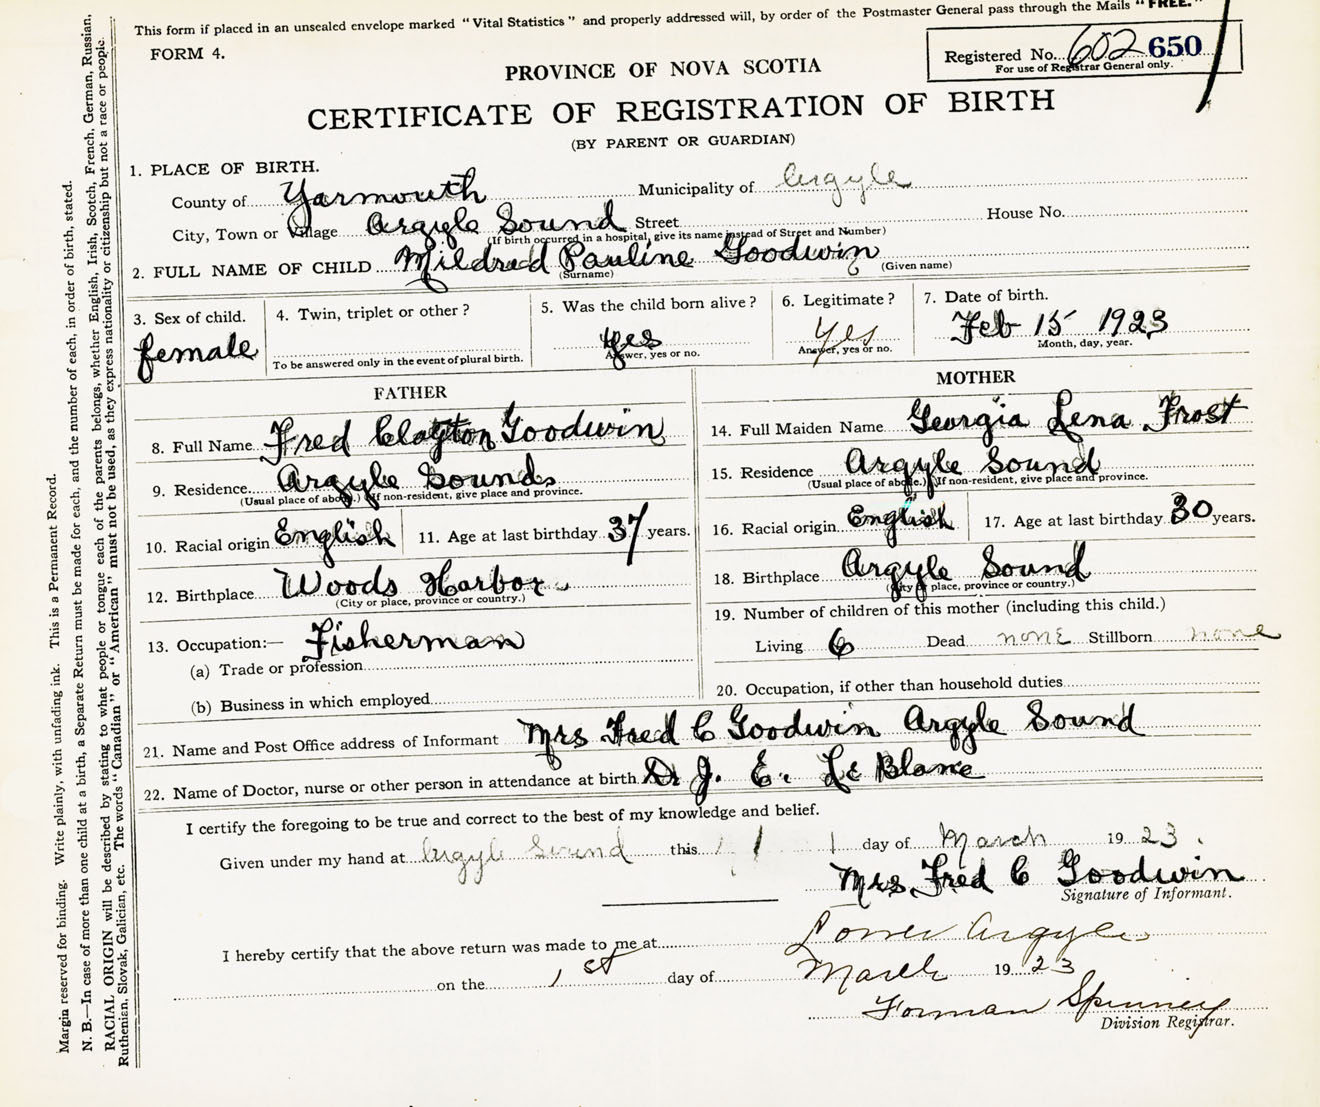 This form if placed in an unsealed envelope marked "Vital Statistics" and properly addressed will, by order of the Postmaster General pass through the Mails "FREE."
FORM 4.
Registered No. 602 650
For use of Registrar General only.
PROVINCE OF NOVA SCOTIA
CERTIFICATE OF REGISTRATION OF BIRTH
(BY PARENT OR GUARDIAN)
1. PLACE OF BIRTH.
County of Yarmouth Municipality of Argyle
City, Town or Village Argyle Sound Street House No.
(If birth occurred in a hospital, give its name instead of Street and Number)
2. FULL NAME OF CHILD Mildred Pauline Goodwin
(Surname) (Given name)
3. Sex of child. female
4. Twin, triplet or other?
To be answered only in the event of plural birth.
5. Was the child born alive?
yes
Answer, yes or no.
6. Legitimate?
yes
Answer, yes or no.
7. Date of birth.
Feb 15 1923
Month, day, year.
FATHER
8. Full Name Fred Clayton Goodwin
9. Residence Argyle Sound
(Usual place of abode.) (If non-resident, give place and province.
10. Racial origin English 11. Age at last birthday 37 years.
12. Birthplace Woods Harbor
(City or place, province or country.)
13. Occupation:— Fisherman
(a) Trade or profession
(b) Business in which employed
MOTHER
14. Full Maiden Name Georgia Lena Frost
15. Residence Argyle Sound
(Usual place of abode.) (If non-resident, give place and province.
16. Racial origin English 17. Age at last birthday 30 years.
18. Birthplace Argyle Sound
(City or place, province or country.)
19. Number of children of this mother (including this child.)
Living 6 Dead none Stillborn none
20. Occupation, if other than household duties
21. Name and Post Office address of Informant Mrs Fred C Goodwin Argyle Sound
22. Name of Doctor, nurse or other person in attendance at birth Dr J. E. Le Blanc
I certify the foregoing to be true and correct to the best of my knowledge and belief.
Given under my hand at Argyle Sound this 1 day of March 1923.
Mrs. Fred C Goodwin
Signature of Informant.
I hereby certify that the above return was made to me at Lower Argyle
on the 1st day of March 1923
Forman Spinney
Division Registrar.
Margin reserved for binding. Write plainly, with unfading ink. This is a Permanent Record.
N. B.—In case of more than one child at a birth, a Separate Return must be made for each, and the number of each, in order of birth, stated.
RACIAL ORIGIN will be described by stating to what people or tongue each of the parents belongs, whether English, Irish, Scotch, French, German, Russian,
Ruthenian, Slovak, Galician, etc. The words "Canadian" or "American" must not be used, as they express nationality or citizenship but not a race or people.